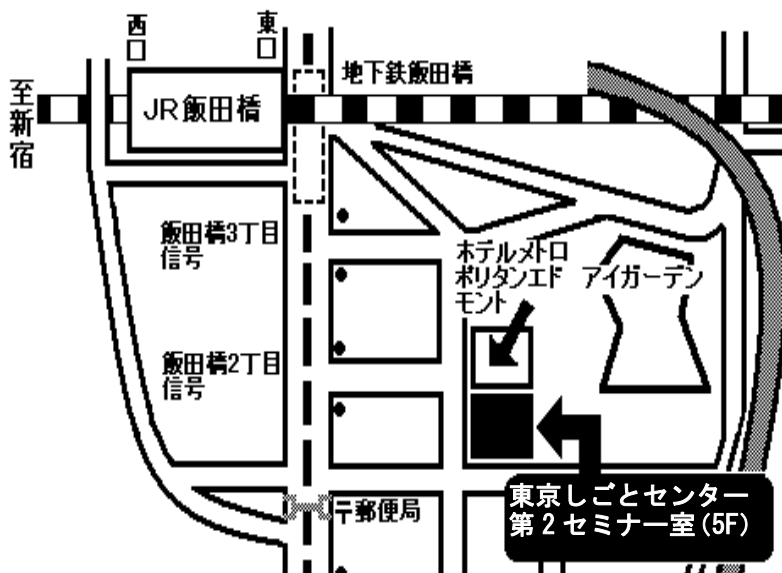 西
東
至新宿
JR飯田橋
地下鉄飯田橋
飯田橋3丁目
信号
ホテルメトロ
ポリタンエド
モント
アイガーデン
飯田橋2丁目
信号
〒郵便局
東京しごとセンター
第2セミナー室(5F)